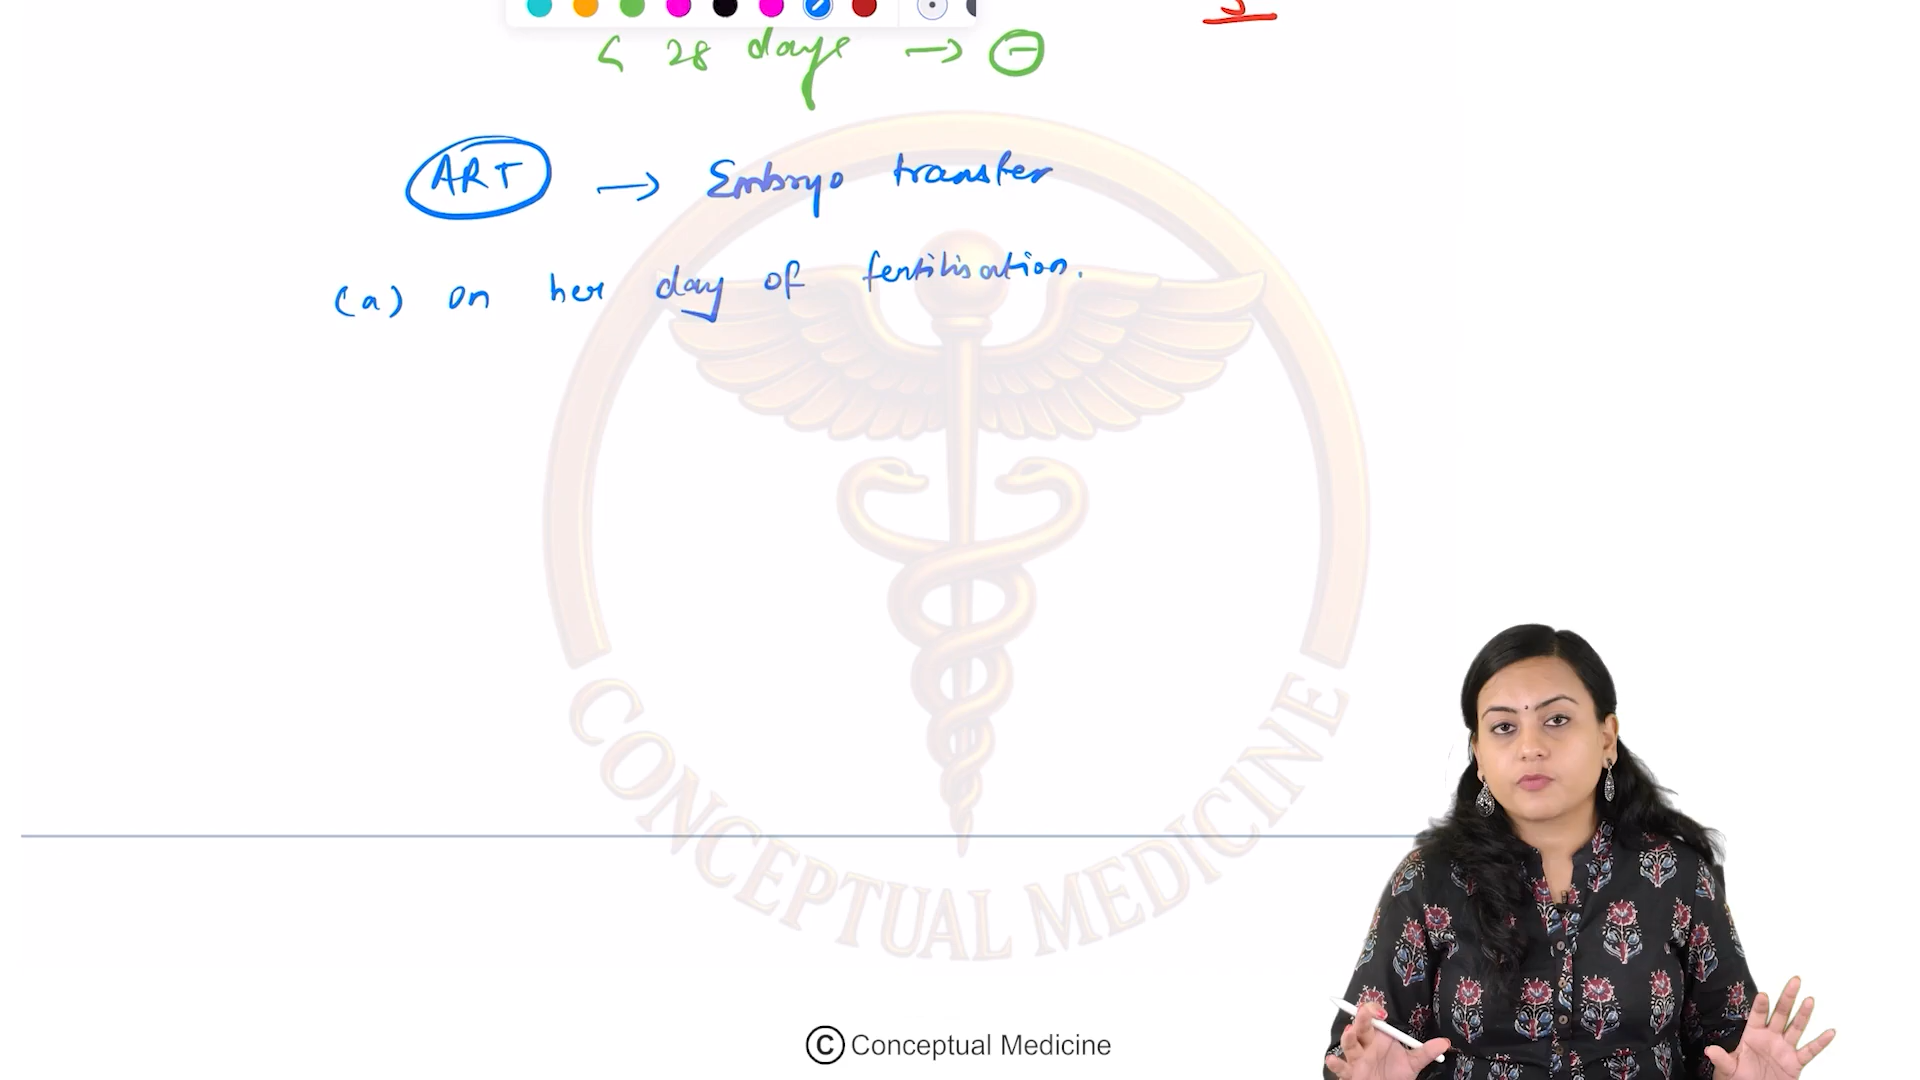 < 28 days → ⊖
ART → Embryo transfer
(a) on her day of fertilisation.
CONCEPTUAL MEDICINE
© Conceptual Medicine